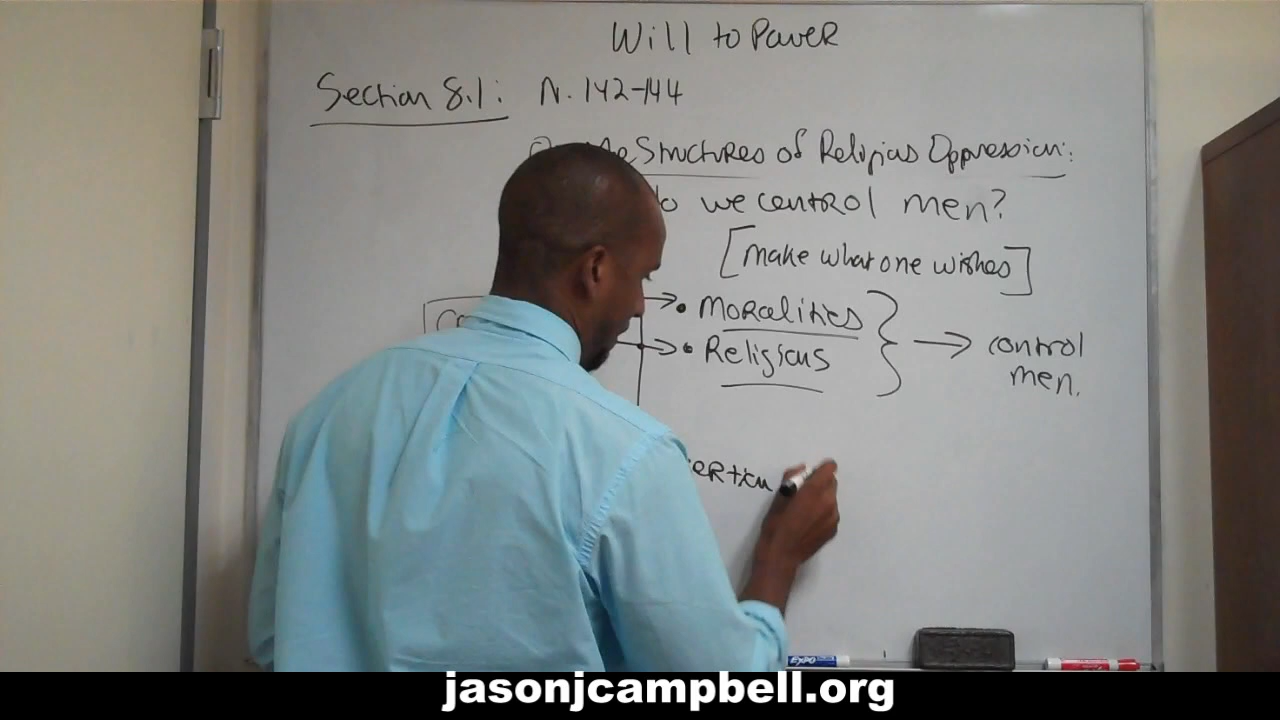 Will to Power
Section 8.1: N. 142-144
Structures of Religious Oppression:
we control men?
[make what one wishes]
• Moralities
• Religions
control
men.
EXPO
jasonjcampbell.org